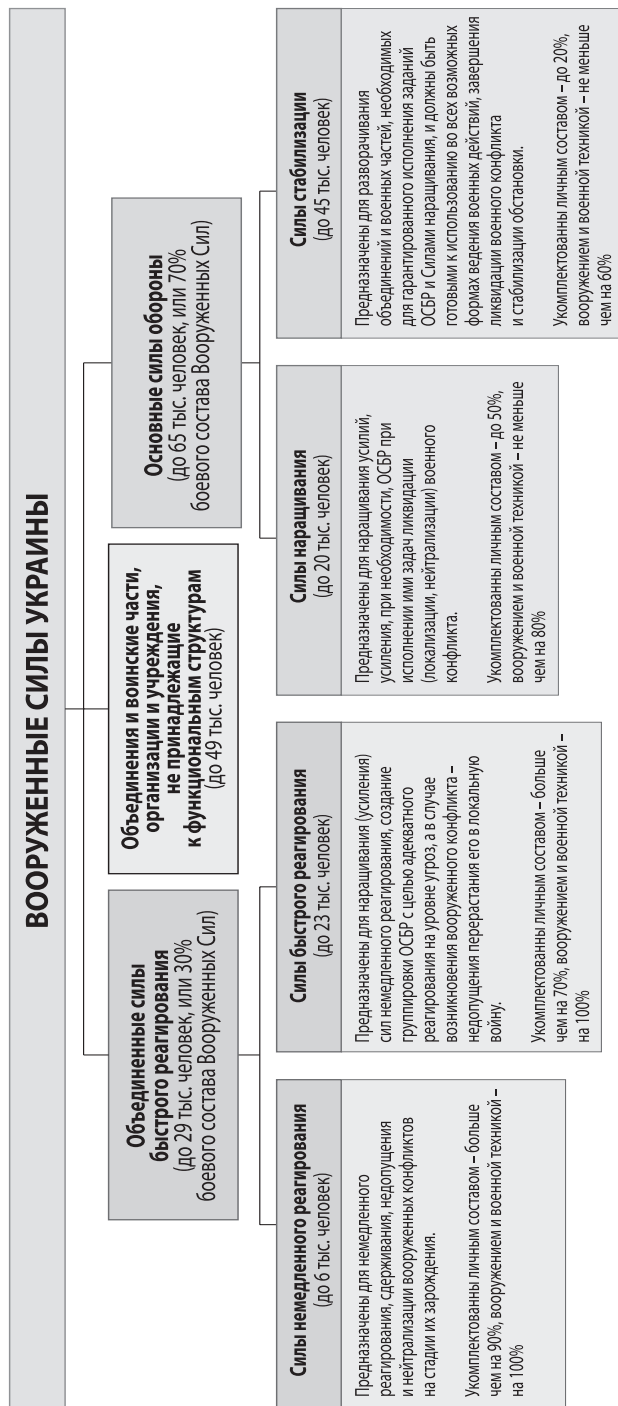 ВООРУЖЕННЫЕ СИЛЫ УКРАИНЫ
Объединенные силы
быстрого реагирования
(до 29 тыс. человек, или 30%
боевого состава Вооруженных Сил)
Объединения и воинские части,
организации и учреждения,
не принадлежащие
к функциональным структурам
(до 49 тыс. человек)
Основные силы обороны
(до 65 тыс. человек, или 70%
боевого состава Вооруженных Сил)
Силы немедленного реагирования
(до 6 тыс. человек)
Предназначены для немедленного
реагирования, сдерживания, недопущения
и нейтрализации вооруженных конфликтов
на стадии их зарождения.
Укомплектованны личным составом – больше
чем на 90%, вооружением и военной техникой –
на 100%
Силы быстрого реагирования
(до 23 тыс. человек)
Предназначены для наращивания (усиления)
сил немедленного реагирования, создание
группировки ОСБР с целью адекватного
реагирования на уровне угроз, а в случае
возникновения вооруженного конфликта –
недопущения перерастания его в локальную
войну.
Укомплектованны личным составом – больше
чем на 70%, вооружением и военной техникой –
на 100%
Силы наращивания
(до 20 тыс. человек)
Предназначены для наращивания усилий,
усиления, при необходимости, ОСБР при
исполнении ими задач ликвидации
(локализации, нейтрализации) военного
конфликта.
Укомплектованны личным составом – до 50%,
вооружением и военной техникой – не меньше
чем на 80%
Силы стабилизации
(до 45 тыс. человек)
Предназначены для разворачивания
объединений и военных частей, необходимых
для гарантированного исполнения заданий
ОСБР и Силами наращивания, и должны быть
готовыми к использованию во всех возможных
формах ведения военных действий, завершения
ликвидации военного конфликта
и стабилизации обстановки.
Укомплектованны личным составом – до 20%,
вооружением и военной техникой – не меньше
чем на 60%